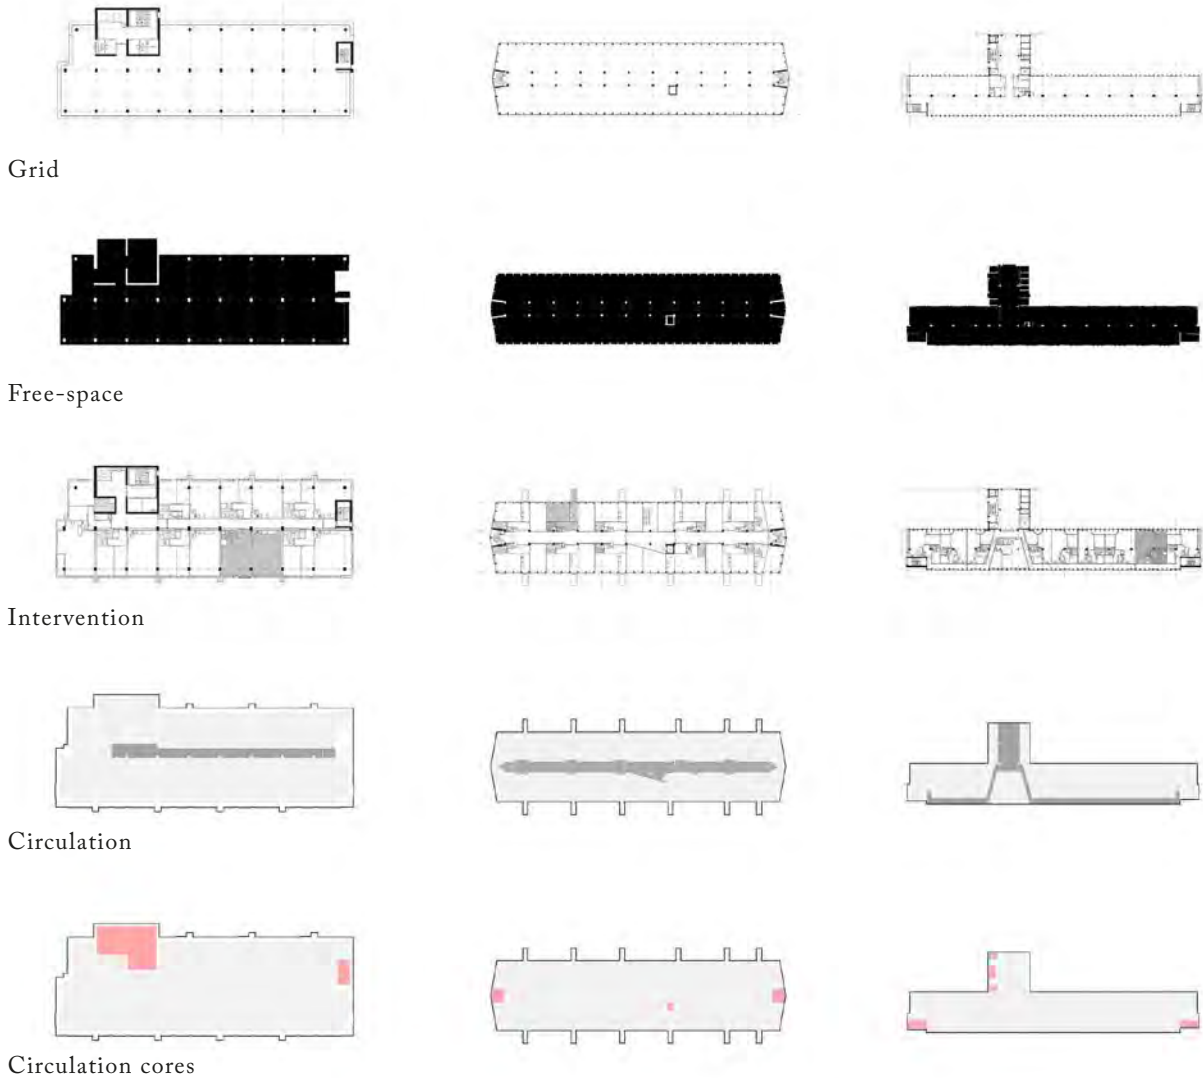 Grid
Free-space
Intervention
Circulation
Circulation cores